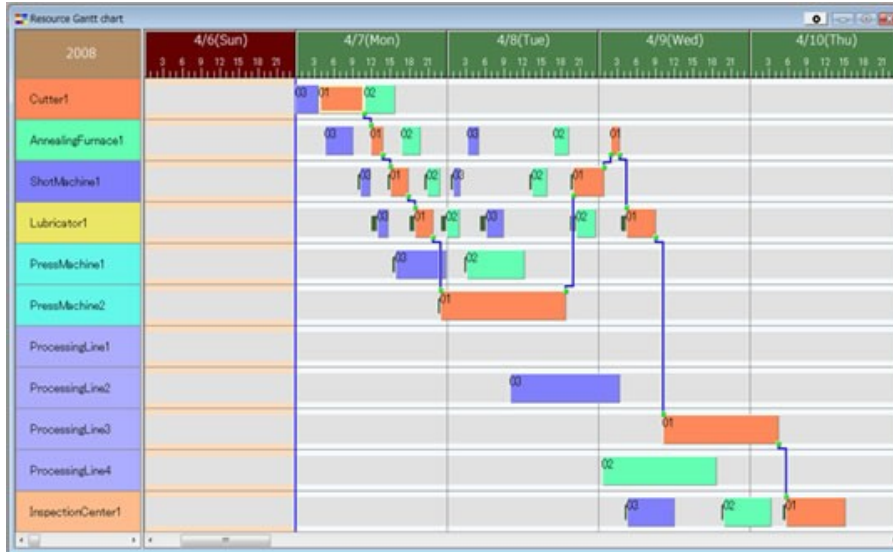 Resource Gantt chart
2008
4/6(Sun) 4/7(Mon) 4/8(Tue) 4/9(Wed) 4/10(Thu)
3 6 9 12 15 18 21 3 6 9 12 15 18 21 3 6 9 12 15 18 21 3 6 9 12 15 18 21 3 6 9 12 15 18 21
Cutter1 03 01 02
AnnealingFurnace1 03 01 02 03 02 01
ShotMachine1 03 01 02 03 02 01
Lubricator1 03 01 02 03 02 01
PressMachine1 03 02
PressMachine2 01
ProcessingLine1
ProcessingLine2 03
ProcessingLine3 01
ProcessingLine4 02
InspectionCenter1 03 02 01